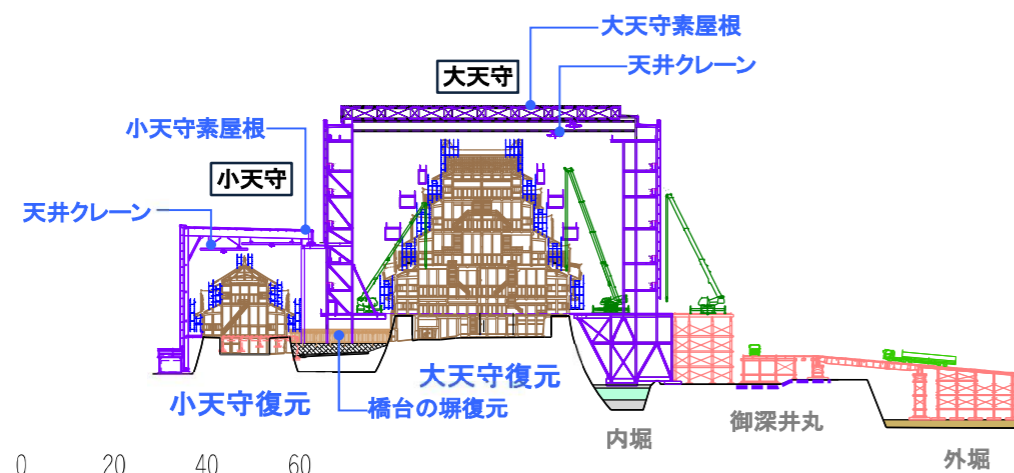 大天守素屋根
天井クレーン
大天守
小天守素屋根
小天守
天井クレーン
大天守復元
小天守復元
橋台の塀復元
内堀
御深井丸
外堀
0 20 40 60